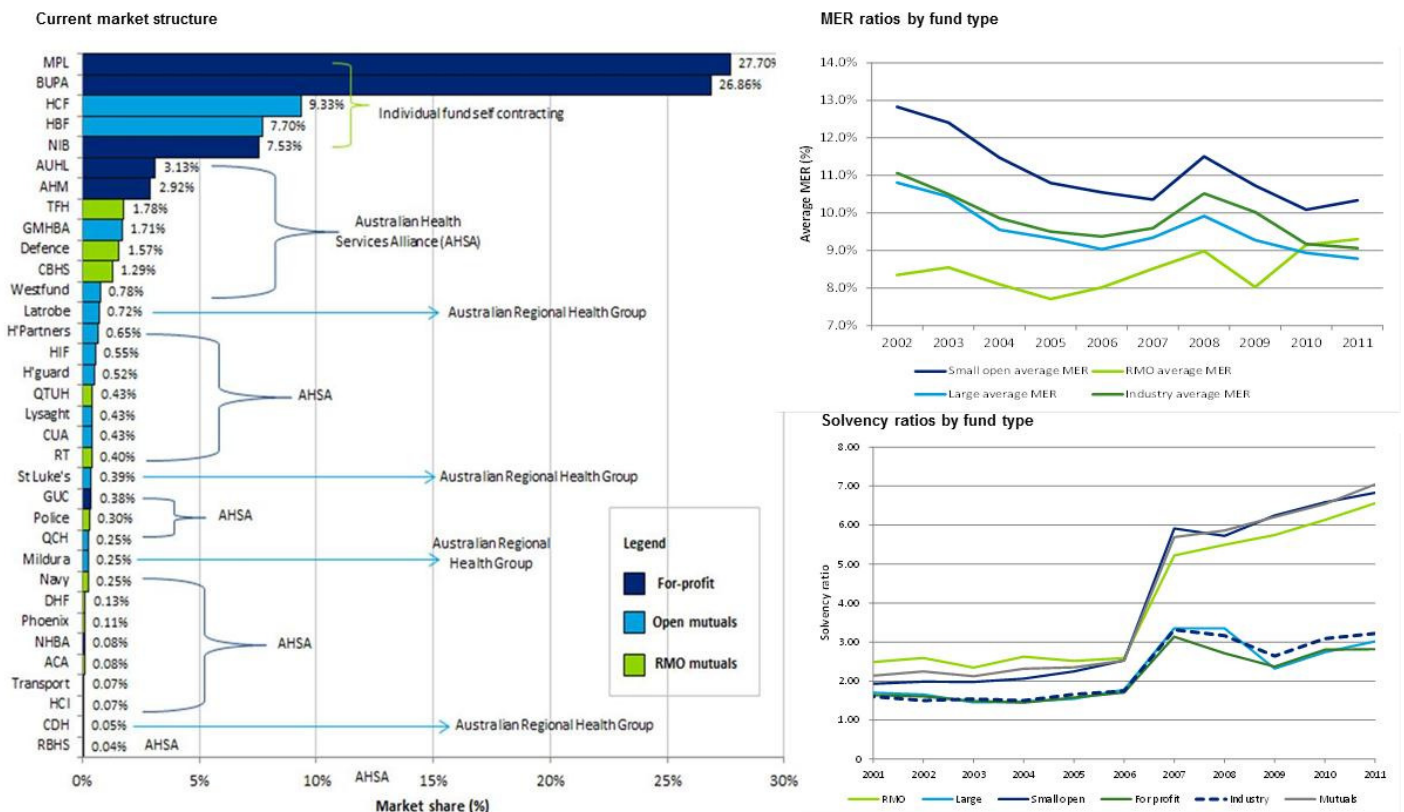 Current market structure
MPL 27.70%
BUPA 26.86%
HCF 9.33%
HBF 7.70%
NIB 7.53%
Individual fund self contracting
AUHL 3.13%
AHM 2.92%
TFH 1.78%
GMHBA 1.71%
Defence 1.57%
CBHS 1.29%
Westfund 0.78%
Australian Health
Services Alliance (AHSA)
Latrobe 0.72% Australian Regional Health Group
H'Partners 0.65%
HIF 0.55%
H'guard 0.52%
QTUH 0.43%
Lysaght 0.43%
CUA 0.43%
RT 0.40%
AHSA
St Luke's 0.39% Australian Regional Health Group
GUC 0.38%
Police 0.30%
QCH 0.25%
AHSA
Mildura 0.25% Australian Regional
Health Group
Navy 0.25%
DHF 0.13%
Phoenix 0.11%
NHBA 0.08%
ACA 0.08%
Transport 0.07%
HCI 0.07%
AHSA
CDH 0.05% Australian Regional Health Group
RBHS 0.04% AHSA
0% 5% 10% 15% 20% 25% 30%
AHSA
Market share (%)
Legend
For-profit
Open mutuals
RMO mutuals
MER ratios by fund type
14.0%
13.0%
12.0%
11.0%
10.0%
9.0%
8.0%
7.0%
Average MER (%)
2002 2003 2004 2005 2006 2007 2008 2009 2010 2011
Small open average MER RMO average MER
Large average MER Industry average MER
Solvency ratios by fund type
8.00
7.00
6.00
5.00
4.00
3.00
2.00
1.00
0.00
Solvency ratio
2001 2002 2003 2004 2005 2006 2007 2008 2009 2010 2011
RMO Large Small open For profit Industry Mutuals